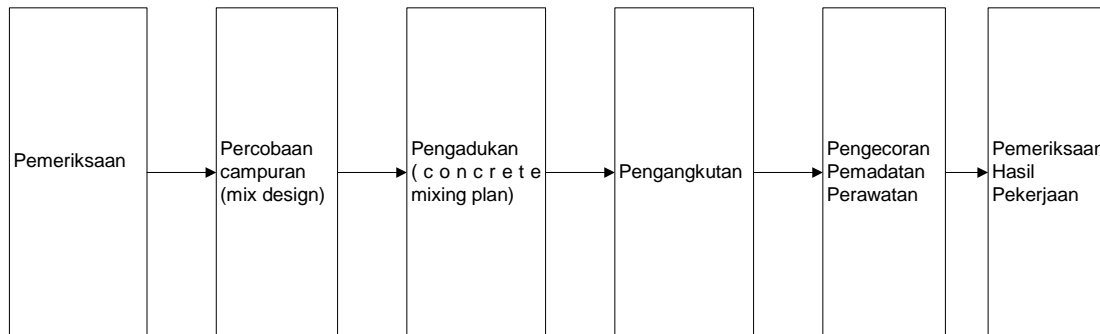 Pemeriksaan
Percobaan
campuran
(mix design)
Pengadukan
( c o n c r e t e
mixing plan)
Pengangkutan
Pengecoran
Pemadatan
Perawatan
Pemeriksaan
Hasil
Pekerjaan